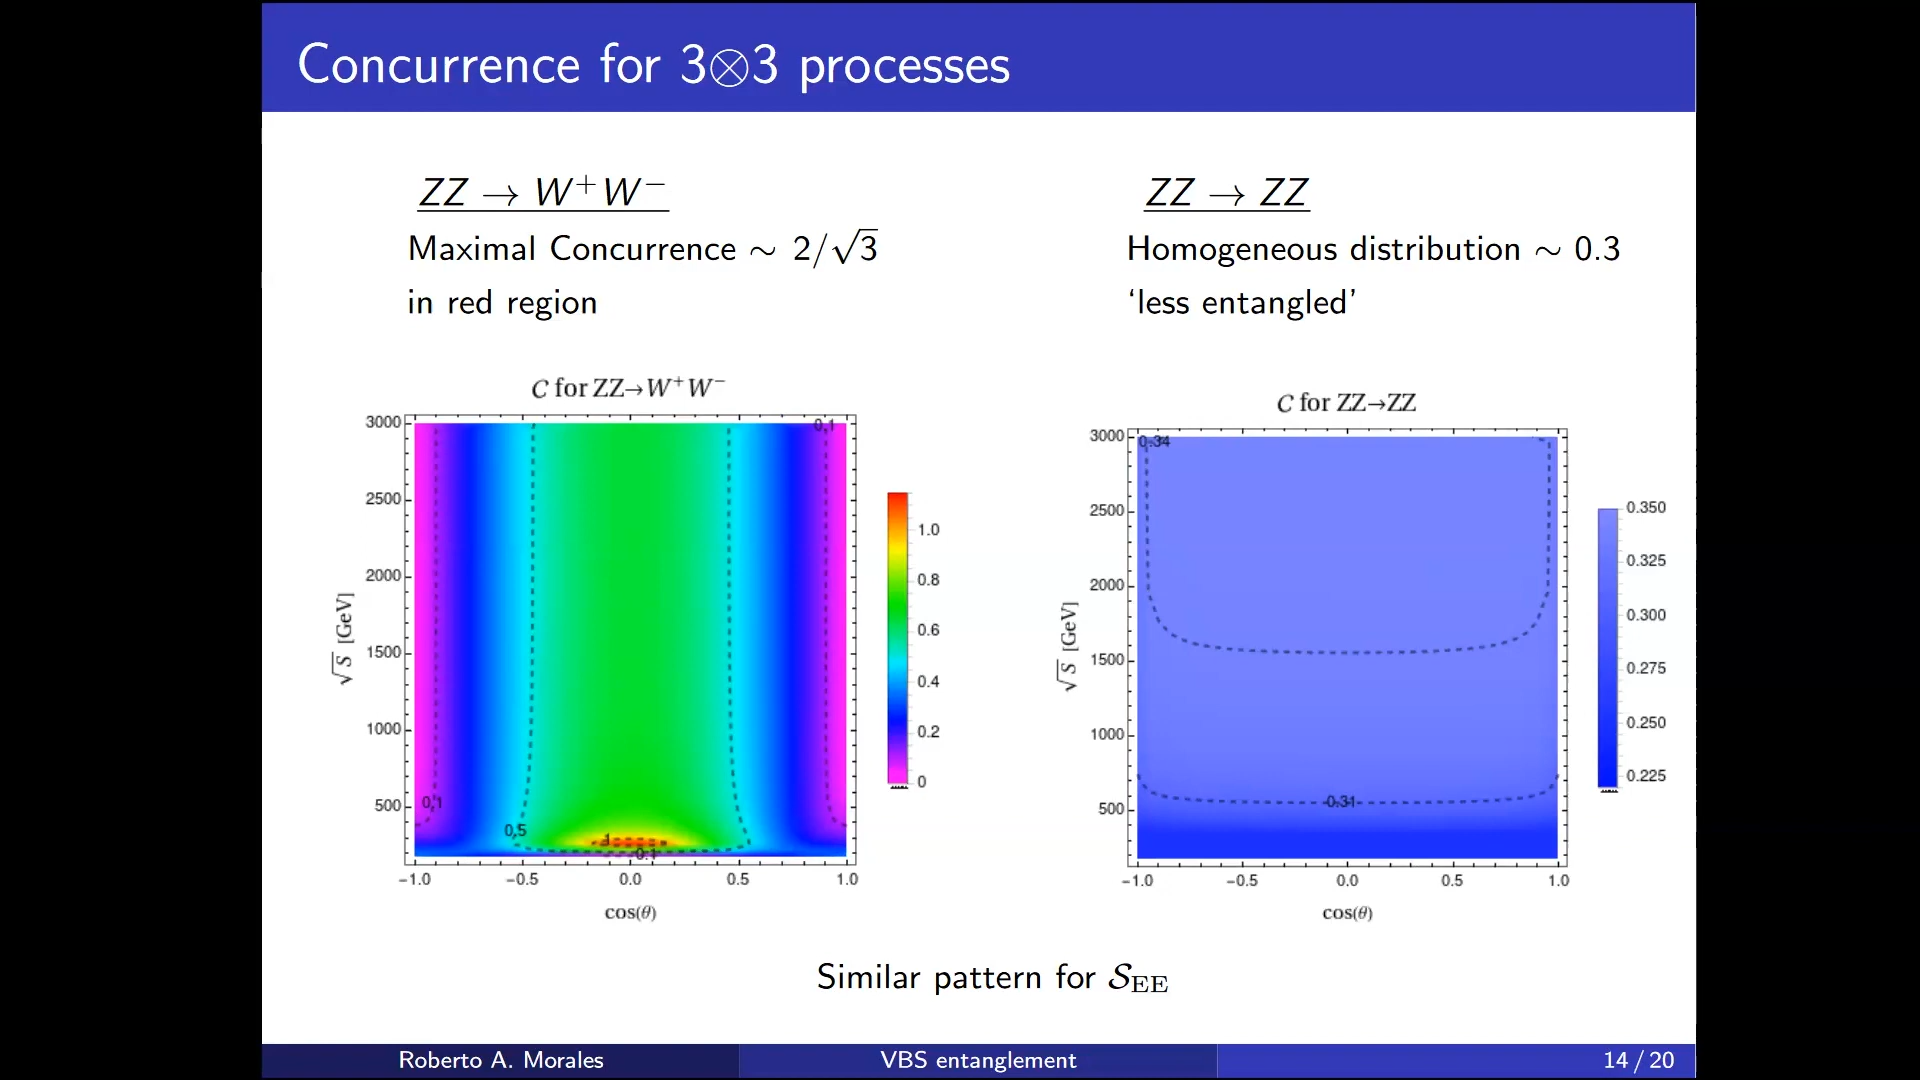 Concurrence for 3⊗3 processes
ZZ → W⁺W⁻
Maximal Concurrence ∼ 2/√3
in red region
ZZ → ZZ
Homogeneous distribution ∼ 0.3
‘less entangled’
𝒞 for ZZ→W⁺W⁻
3000
2500
2000
1500
1000
500
√S [GeV]
0.1
0.1
0.5
1
0.1
−1.0 −0.5 0.0 0.5 1.0
cos(θ)
1.0
0.8
0.6
0.4
0.2
0
𝒞 for ZZ→ZZ
3000
2500
2000
1500
1000
500
√S [GeV]
0.34
0.31
−1.0 −0.5 0.0 0.5 1.0
cos(θ)
0.350
0.325
0.300
0.275
0.250
0.225
Similar pattern for 𝒮EE
Roberto A. Morales VBS entanglement 14 / 20